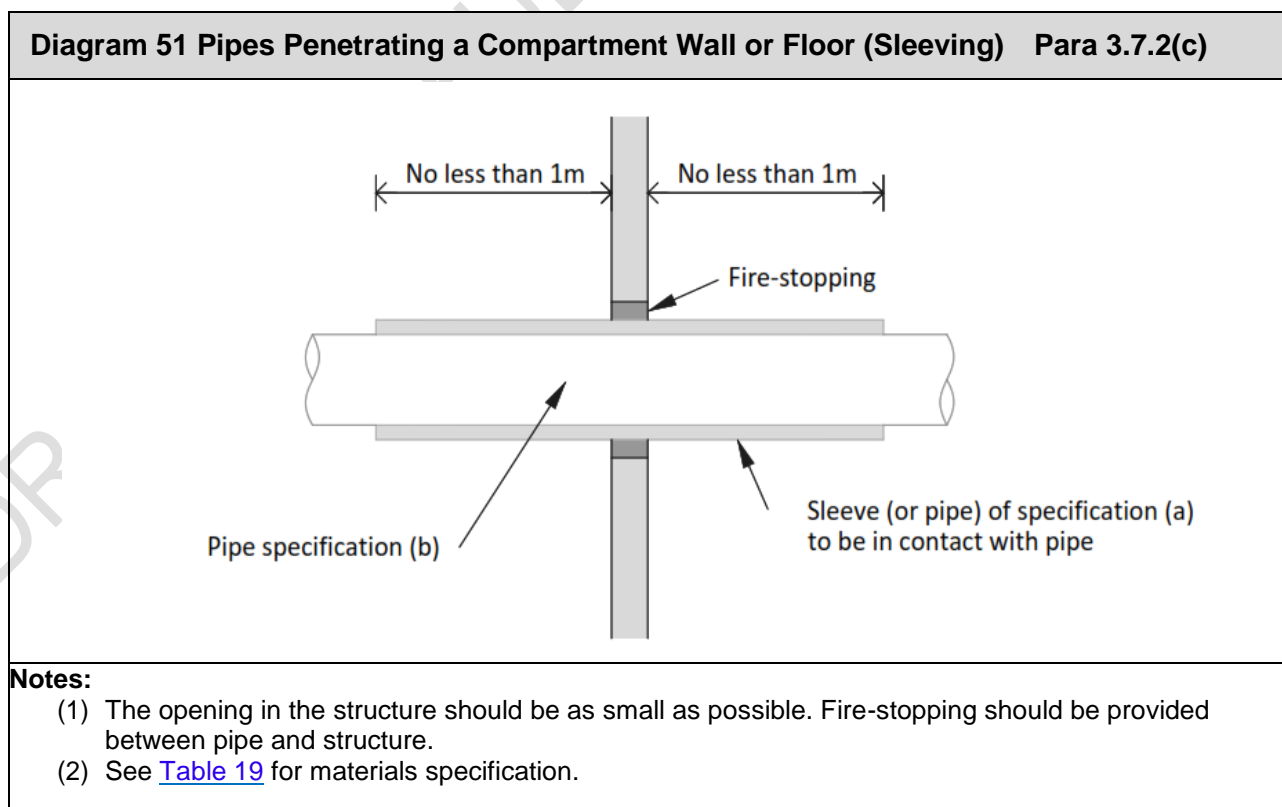 Diagram 51 Pipes Penetrating a Compartment Wall or Floor (Sleeving) Para 3.7.2(c)
No less than 1m
No less than 1m
Fire-stopping
Sleeve (or pipe) of specification (a)
to be in contact with pipe
Pipe specification (b)
Notes:
(1) The opening in the structure should be as small as possible. Fire-stopping should be provided
between pipe and structure.
(2) See Table 19 for materials specification.